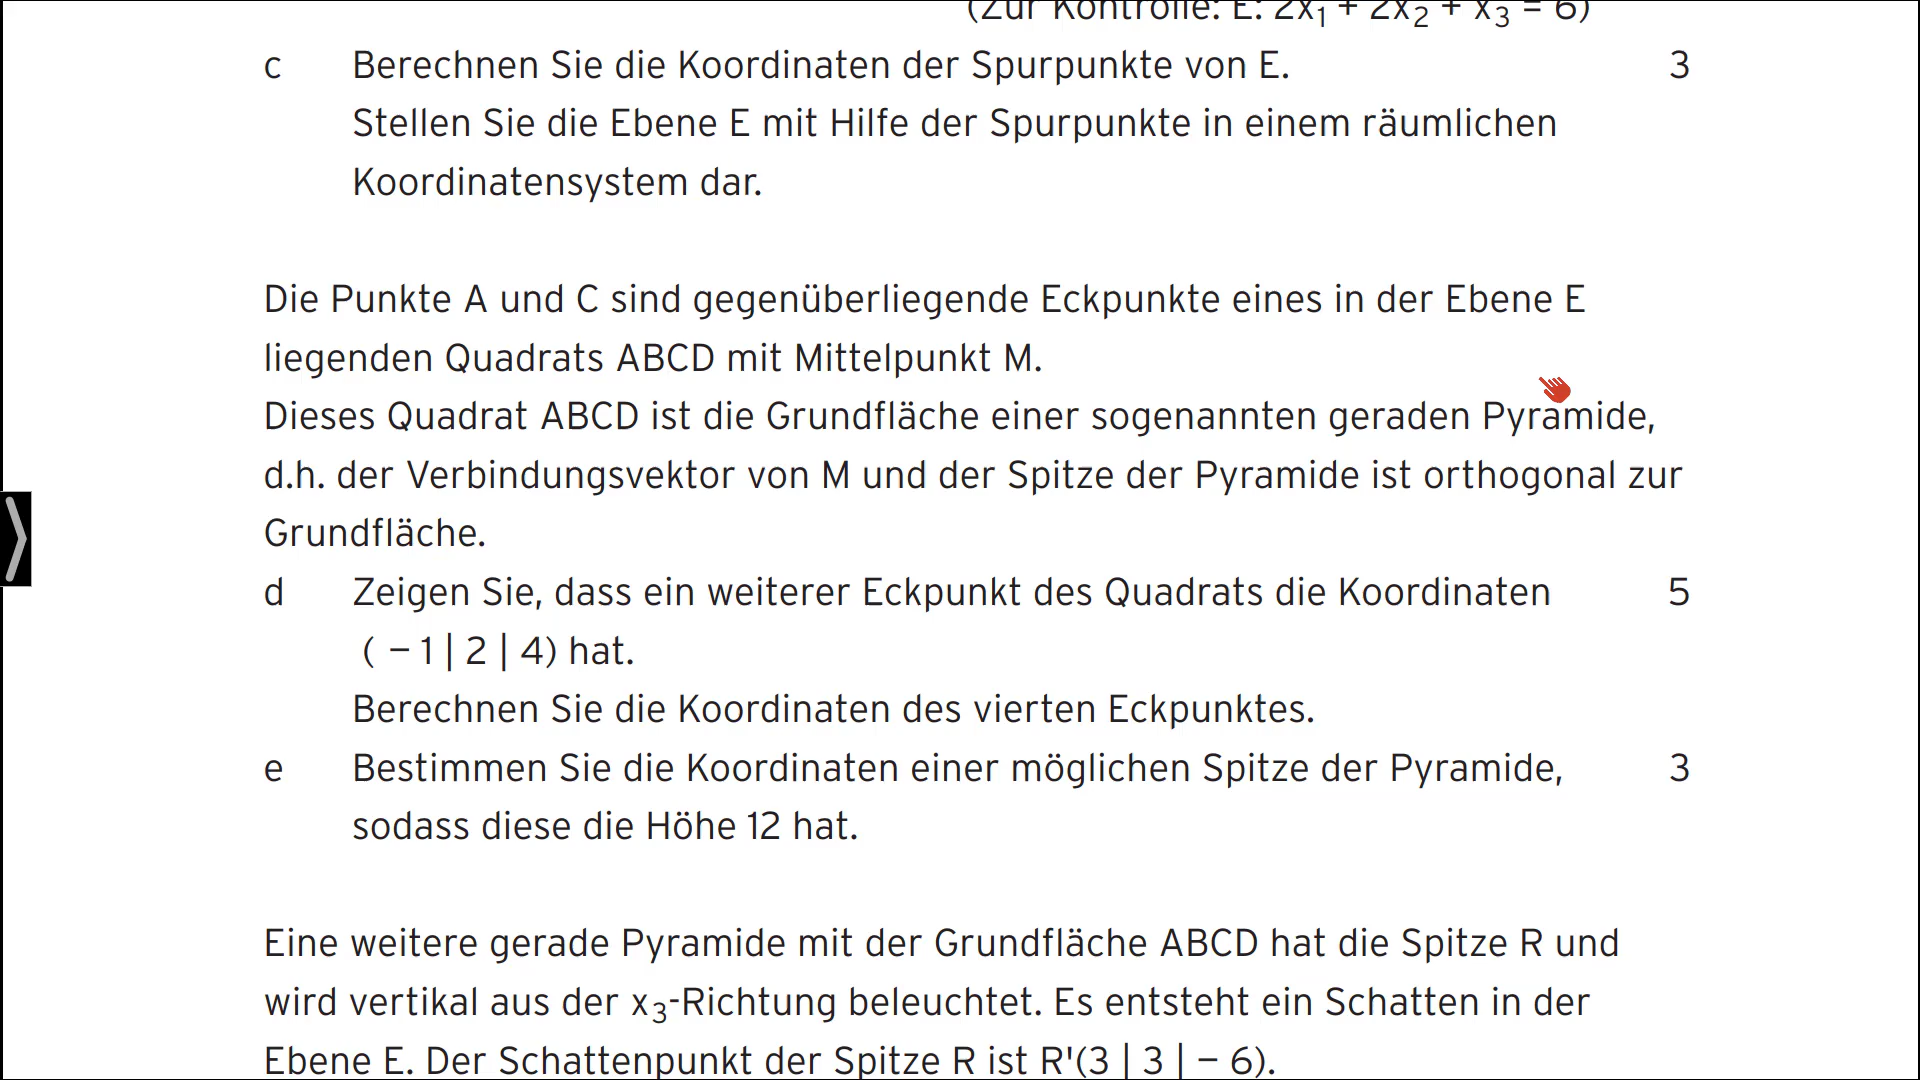 (Zur Kontrolle: E: 2x₁ + 2x₂ + x₃ = 6)
c Berechnen Sie die Koordinaten der Spurpunkte von E. 3
Stellen Sie die Ebene E mit Hilfe der Spurpunkte in einem räumlichen
Koordinatensystem dar.
Die Punkte A und C sind gegenüberliegende Eckpunkte eines in der Ebene E
liegenden Quadrats ABCD mit Mittelpunkt M.
Dieses Quadrat ABCD ist die Grundfläche einer sogenannten geraden Pyramide,
d.h. der Verbindungsvektor von M und der Spitze der Pyramide ist orthogonal zur
Grundfläche.
d Zeigen Sie, dass ein weiterer Eckpunkt des Quadrats die Koordinaten 5
( − 1 | 2 | 4) hat.
Berechnen Sie die Koordinaten des vierten Eckpunktes.
e Bestimmen Sie die Koordinaten einer möglichen Spitze der Pyramide, 3
sodass diese die Höhe 12 hat.
Eine weitere gerade Pyramide mit der Grundfläche ABCD hat die Spitze R und
wird vertikal aus der x₃-Richtung beleuchtet. Es entsteht ein Schatten in der
Ebene E. Der Schattenpunkt der Spitze R ist R'(3 | 3 | − 6).